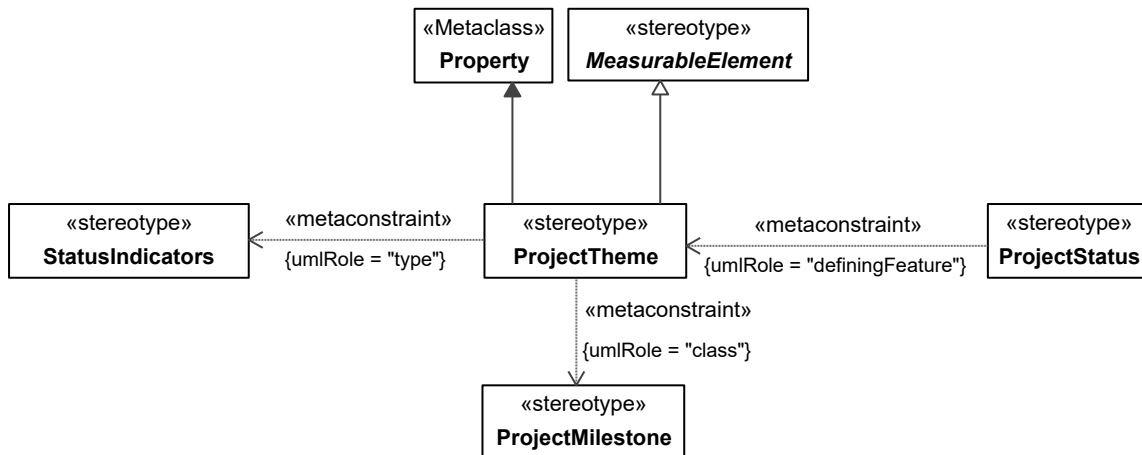 «Metaclass»
Property
«stereotype»
MeasurableElement
«stereotype»
StatusIndicators
«metaconstraint»
{umlRole = "type"}
«stereotype»
ProjectTheme
«metaconstraint»
{umlRole = "definingFeature"}
«stereotype»
ProjectStatus
«metaconstraint»
{umlRole = "class"}
«stereotype»
ProjectMilestone